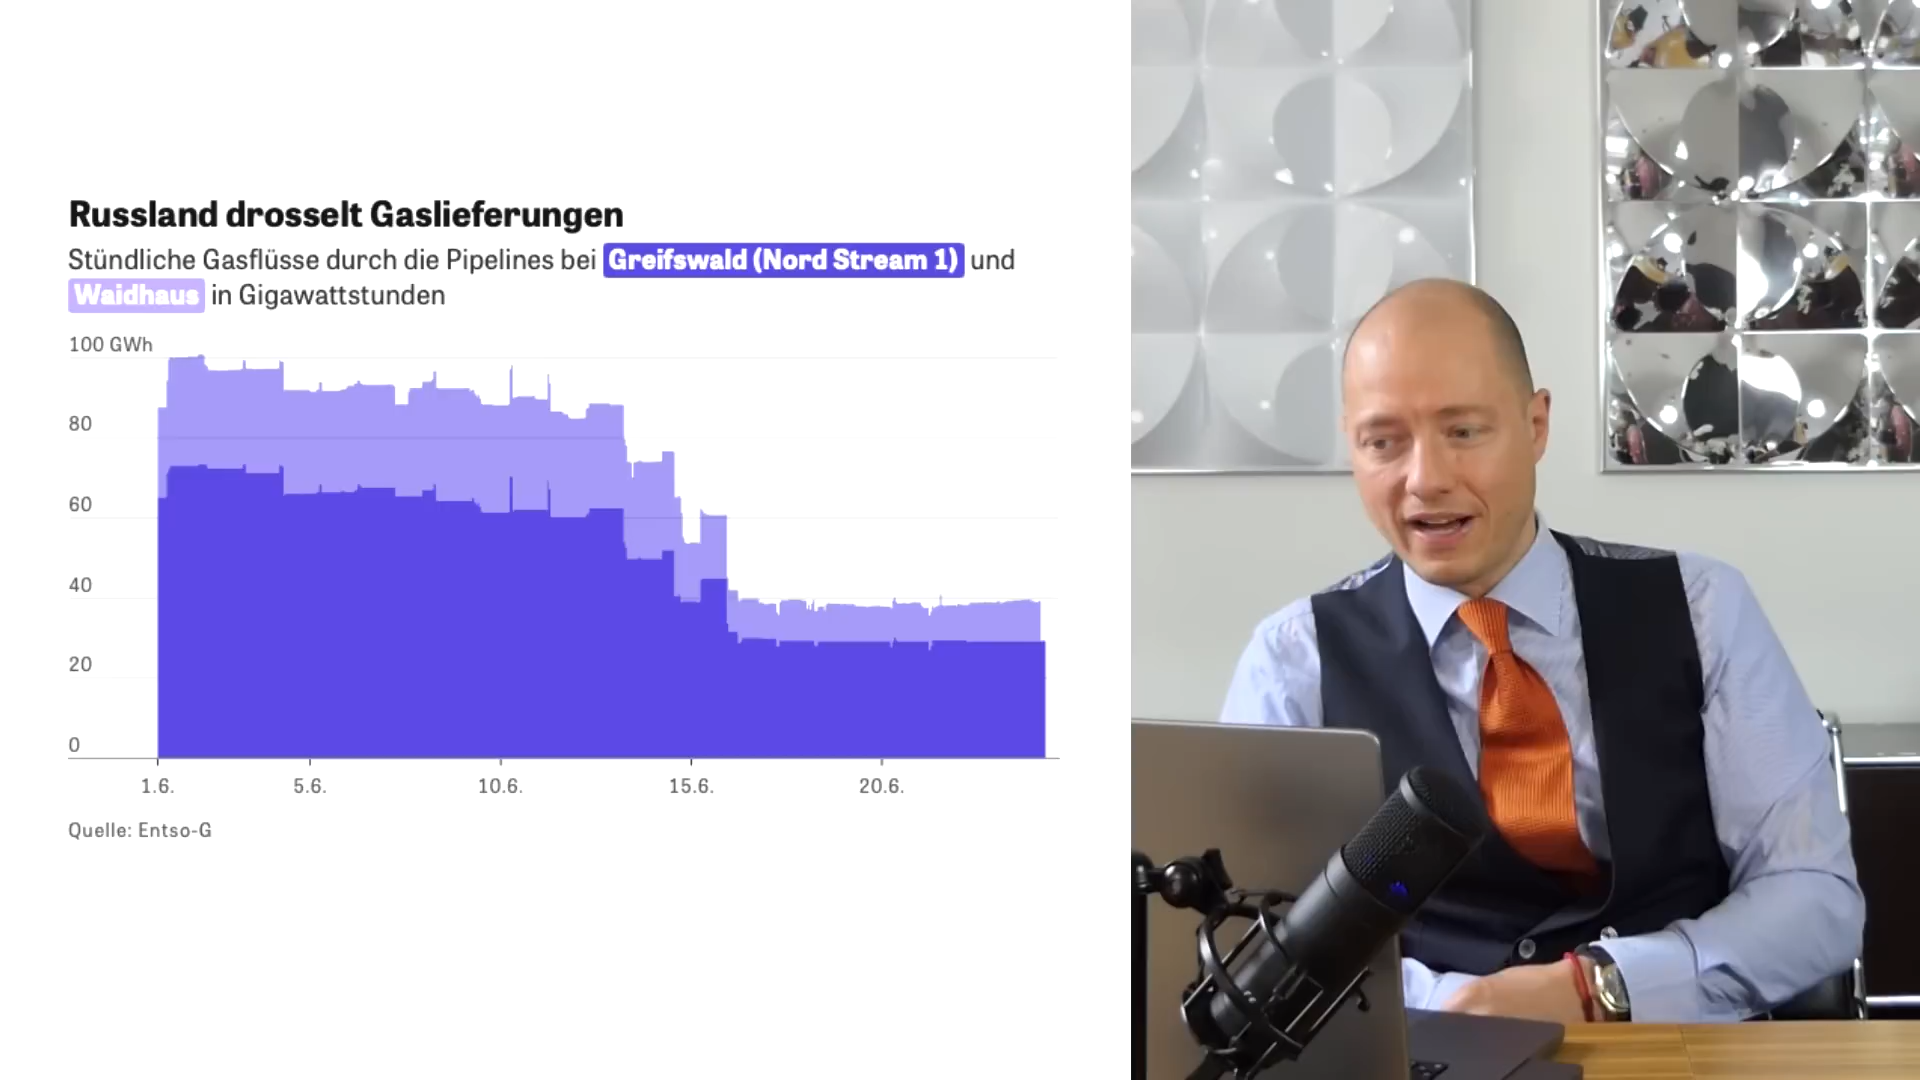 Russland drosselt Gaslieferungen
Stündliche Gasflüsse durch die Pipelines bei Greifswald (Nord Stream 1) und
Waidhaus in Gigawattstunden
100 GWh
80
60
40
20
0
1.6. 5.6. 10.6. 15.6. 20.6.
Quelle: Entso-G